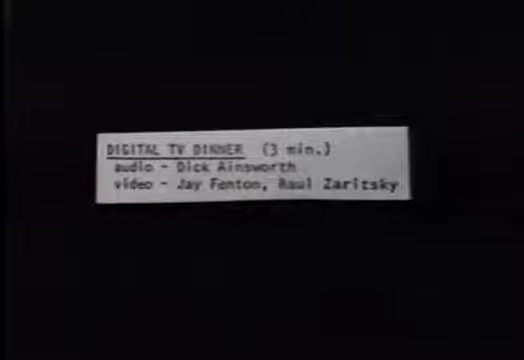 DIGITAL TV DINNER (3 min.)
audio - Dick Ainsworth
video - Jay Fenton, Raul Zaritsky